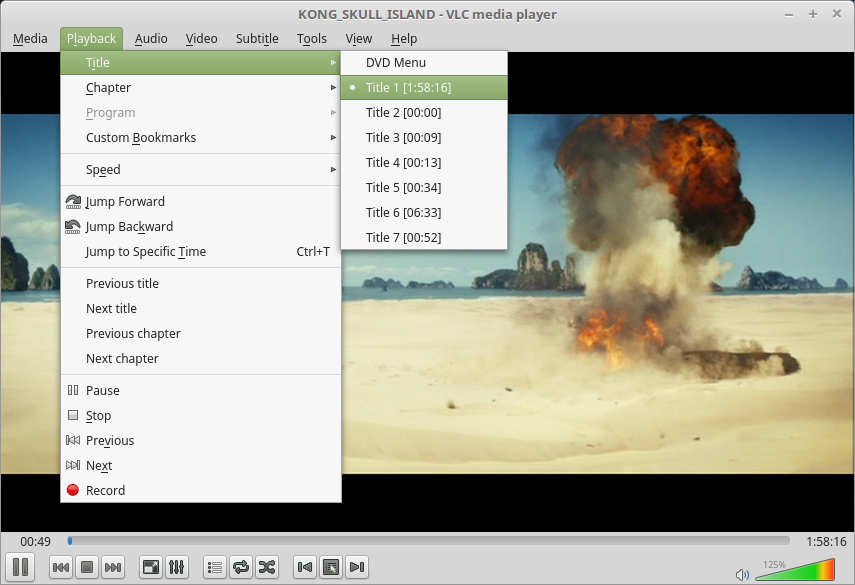 KONG_SKULL_ISLAND - VLC media player
Media Playback Audio Video Subtitle Tools View Help
Title
Chapter
Program
Custom Bookmarks
Speed
Jump Forward
Jump Backward
Jump to Specific Time Ctrl+T
Previous title
Next title
Previous chapter
Next chapter
Pause
Stop
Previous
Next
Record
DVD Menu
Title 1 [1:58:16]
Title 2 [00:00]
Title 3 [00:09]
Title 4 [00:13]
Title 5 [00:34]
Title 6 [06:33]
Title 7 [00:52]
00:49 1:58:16
125%